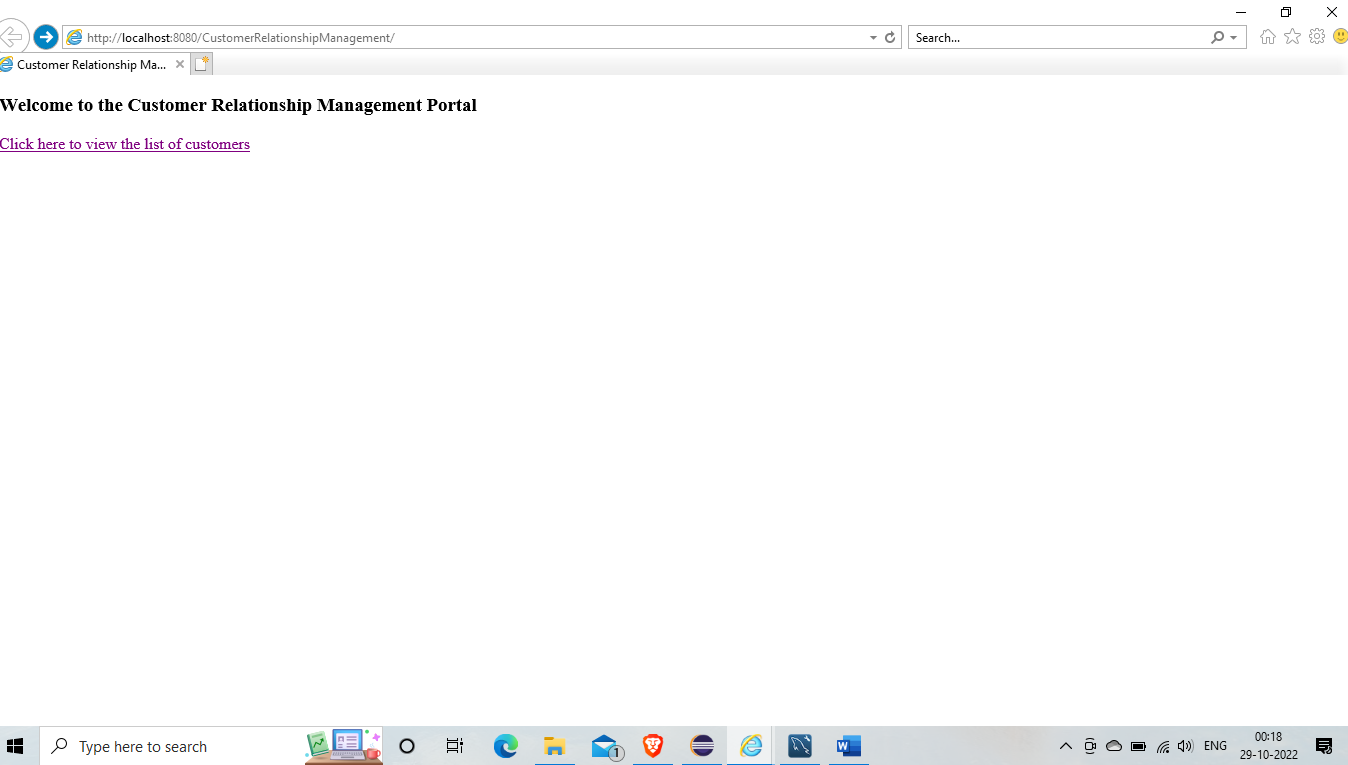 http://localhost:8080/CustomerRelationshipManagement/
Search...
Customer Relationship Ma...
Welcome to the Customer Relationship Management Portal
Click here to view the list of customers
Type here to search
1
W
ENG
00:18
29-10-2022